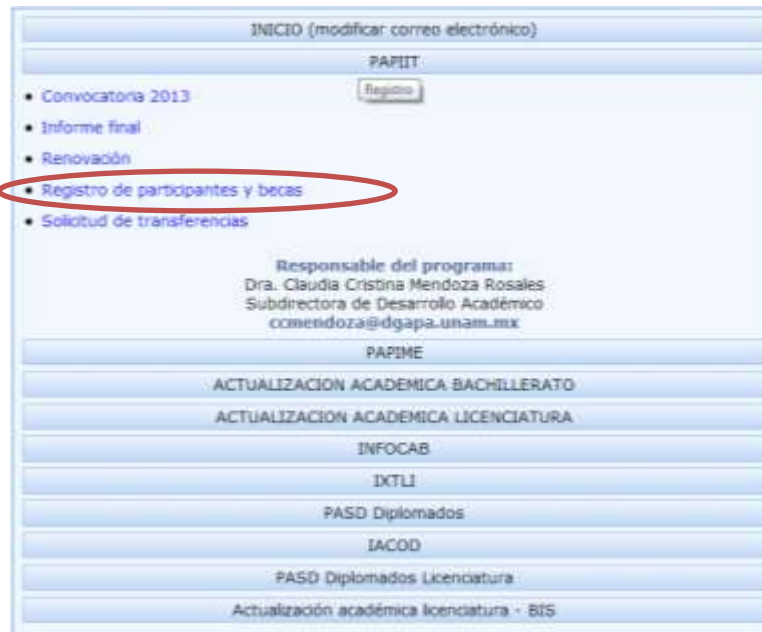 INICIO (modificar correo electrónico)
PAPIIT
Registro
• Convocatoria 2013
• Informe final
• Renovación
• Registro de participantes y becas
• Solicitud de transferencias
Responsable del programa:
Dra. Claudia Cristina Mendoza Rosales
Subdirectora de Desarrollo Académico
ccmendoza@dgapa.unam.mx
PAPIME
ACTUALIZACION ACADEMICA BACHILLERATO
ACTUALIZACION ACADEMICA LICENCIATURA
INFOCAB
IXTLI
PASD Diplomados
IACOD
PASD Diplomados Licenciatura
Actualización académica licenciatura - BIS